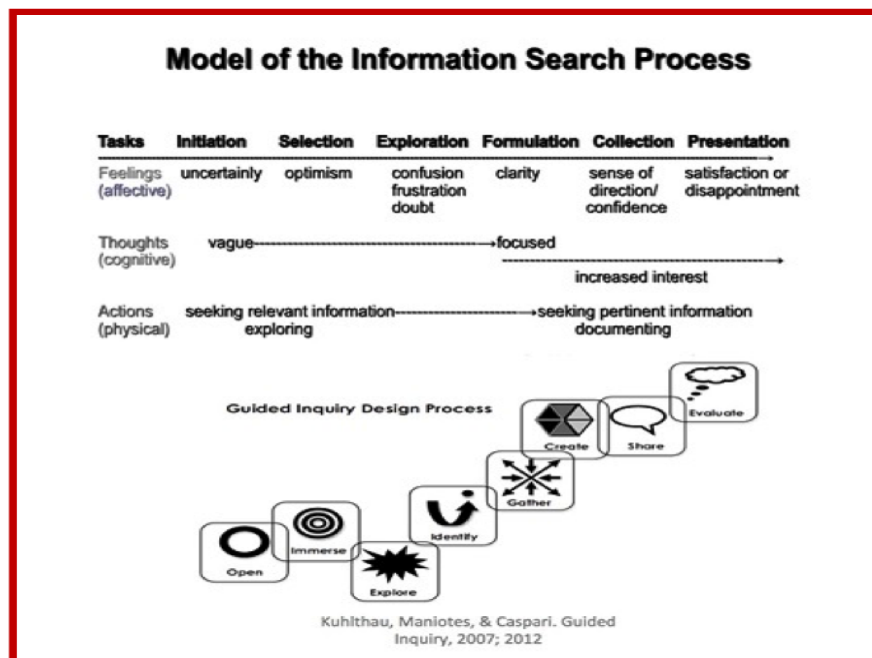 Model of the Information Search Process
Tasks Initiation Selection Exploration Formulation Collection Presentation
Feelings uncertainly optimism confusion clarity sense of satisfaction or
(affective) frustration direction/ disappointment
doubt confidence
Thoughts vague focused
(cognitive)
increased interest
Actions seeking relevant information seeking pertinent information
(physical) exploring documenting
Guided Inquiry Design Process
Evaluate
Create Share
Gather
Identify
Immerse
Open
Explore
Kuhlthau, Maniotes, & Caspari. Guided
Inquiry, 2007; 2012